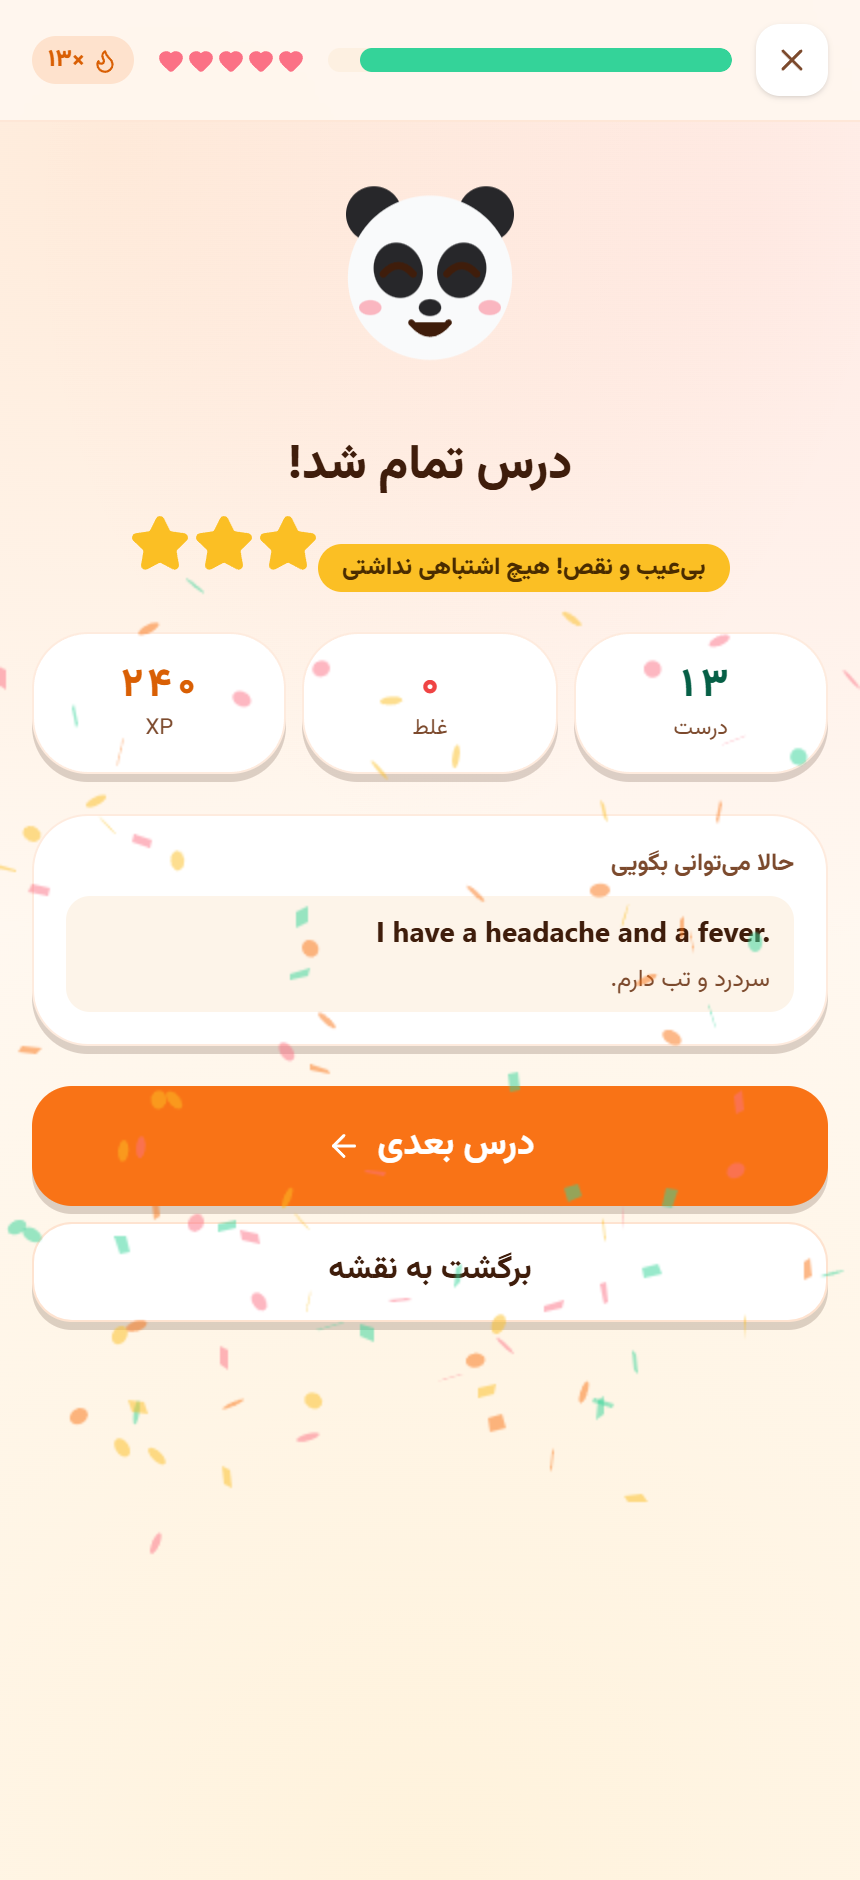 ×۱۳
درس تمام شد!
بی‌عیب و نقص! هیچ اشتباهی نداشتی
۱۳
درست
۰
غلط
۲۴۰
XP
حالا می‌توانی بگویی
I have a headache and a fever.
سردرد و تب دارم.
درس بعدی ←
برگشت به نقشه